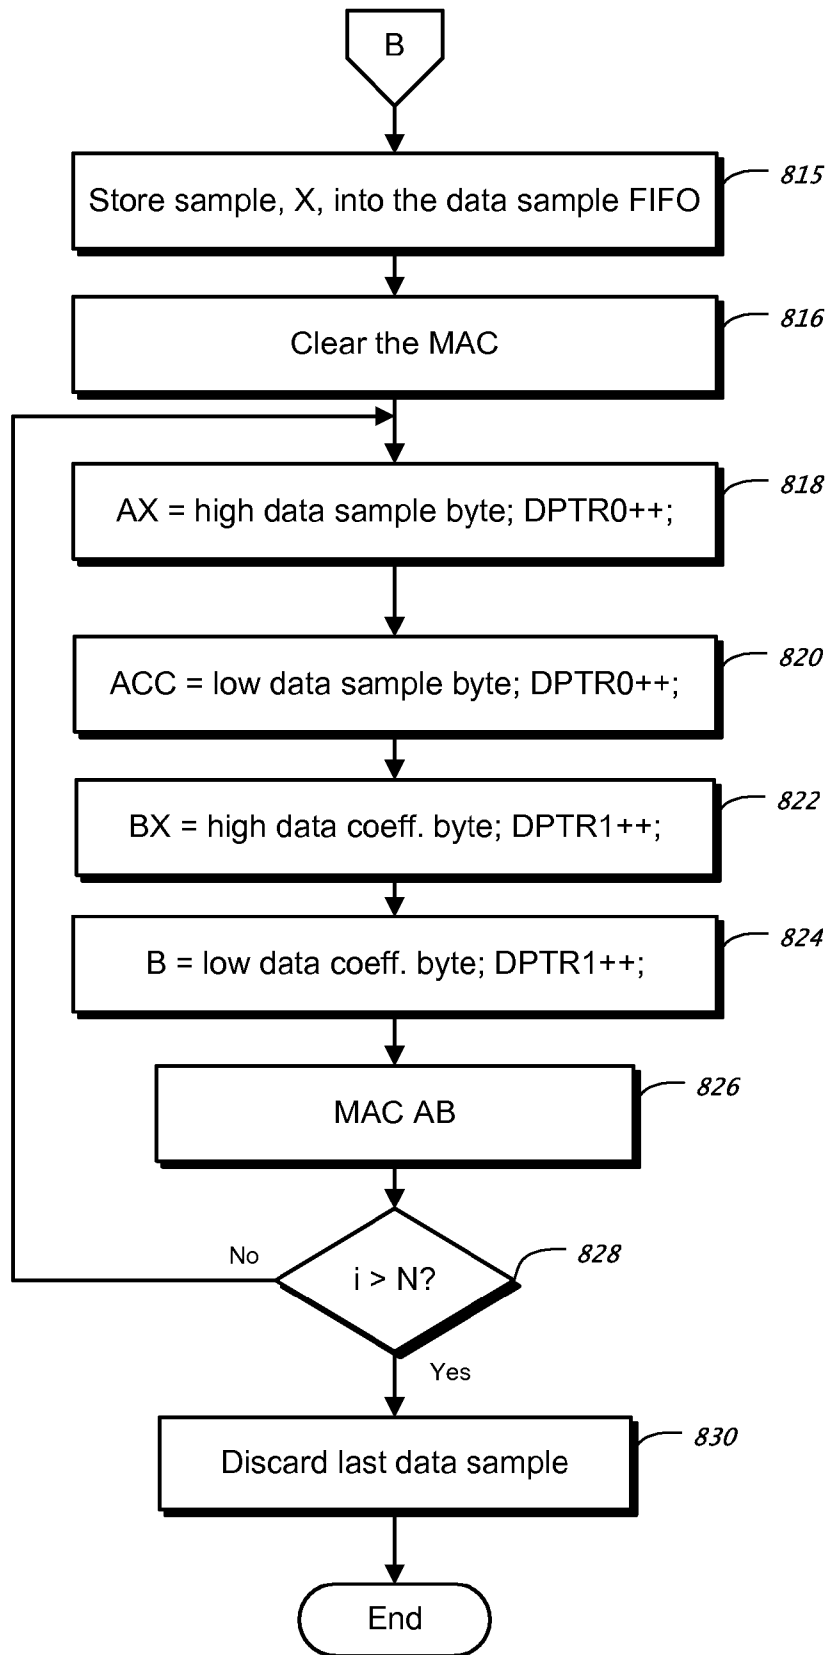 B
Store sample, X, into the data sample FIFO
815
Clear the MAC
816
AX = high data sample byte; DPTR0++;
818
ACC = low data sample byte; DPTR0++;
820
BX = high data coeff. byte; DPTR1++;
822
B = low data coeff. byte; DPTR1++;
824
MAC AB
826
No
i > N?
828
Yes
Discard last data sample
830
End